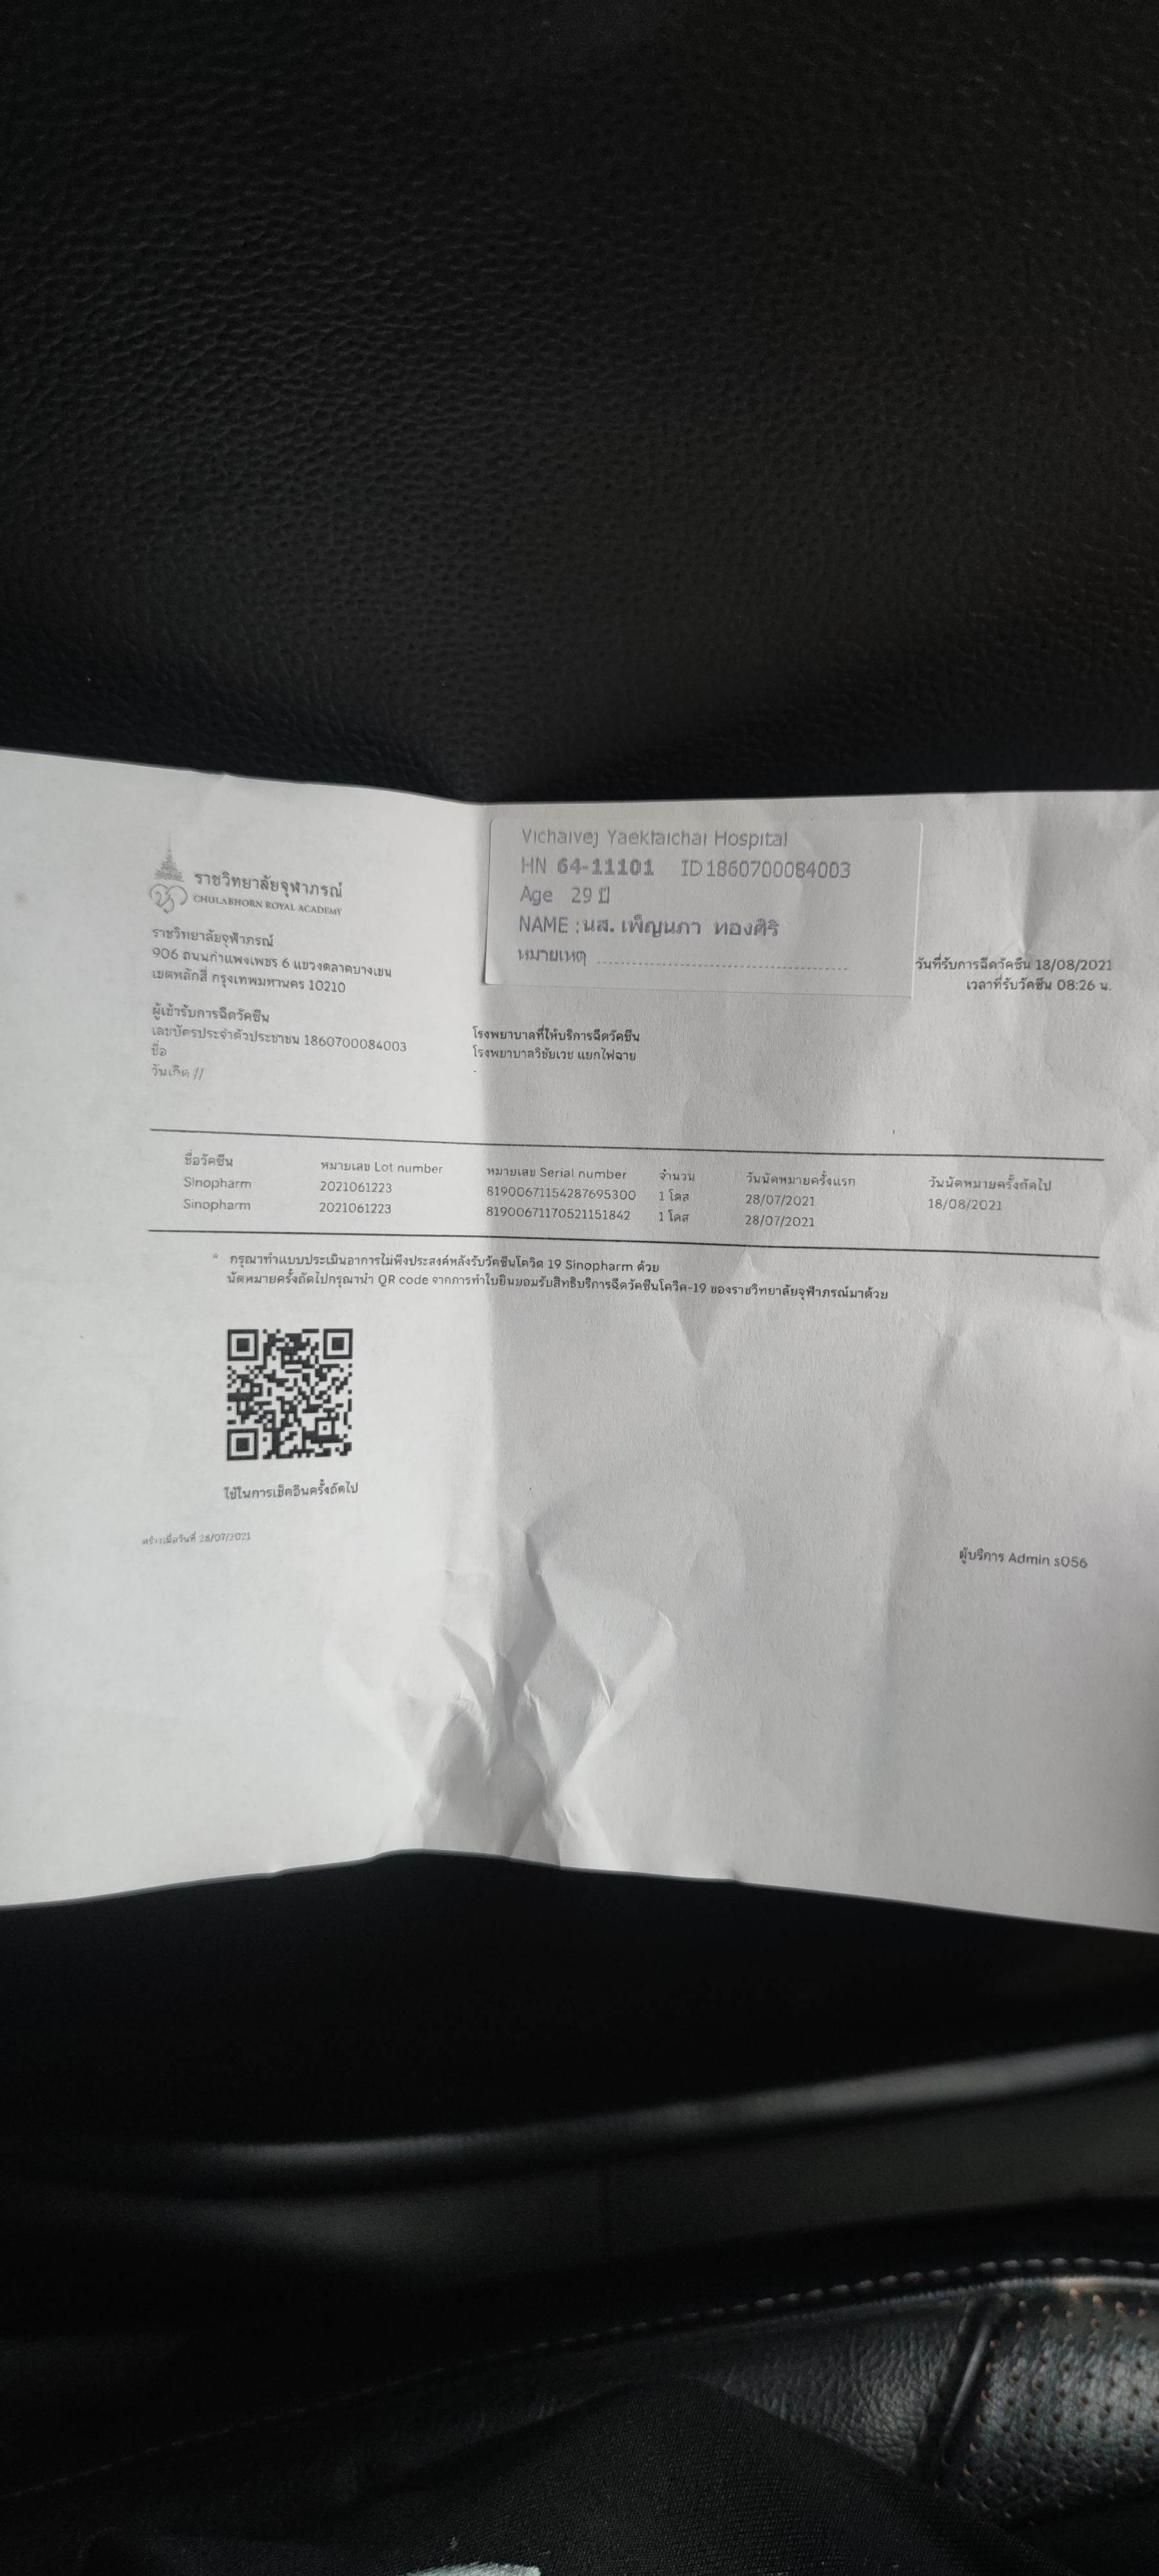 Vichaivej Yaekfaichai Hospital
HN 64-11101 ID1860700084003
Age 29 ปี
NAME : นส. เพ็ญนภา ทองศิริ
หมายเหตุ
ราชวิทยาลัยจุฬาภรณ์
CHULABHORN ROYAL ACADEMY
ราชวิทยาลัยจุฬาภรณ์
906 ถนนกำแพงเพชร 6 แขวงตลาดบางเขน
เขตหลักสี่ กรุงเทพมหานคร 10210
วันที่รับการฉีดวัคซีน 18/08/2021
เวลาที่รับวัคซีน 08:26 น.
ผู้เข้ารับการฉีดวัคซีน
เลขบัตรประจำตัวประชาชน 1860700084003
ชื่อ
วันเกิด //
โรงพยาบาลที่ให้บริการฉีดวัคซีน
โรงพยาบาลวิชัยเวช แยกไฟฉาย
-
ชื่อวัคซีน หมายเลข Lot number หมายเลข Serial number จำนวน วันนัดหมายครั้งแรก วันนัดหมายครั้งถัดไป
Sinopharm 2021061223 81900671154287695300 1 โดส 28/07/2021 18/08/2021
Sinopharm 2021061223 81900671170521151842 1 โดส 28/07/2021
* กรุณาทำแบบประเมินอาการไม่พึงประสงค์หลังรับวัคซีนโควิด 19 Sinopharm ด้วย
นัดหมายครั้งถัดไปกรุณานำ QR code จากการทำใบยินยอมรับสิทธิบริการฉีดวัคซีนโควิด-19 ของราชวิทยาลัยจุฬาภรณ์มาด้วย
ใช้ในการเช็คอินครั้งถัดไป
สร้างเมื่อวันที่ 28/07/2021
ผู้บริการ Admin s056